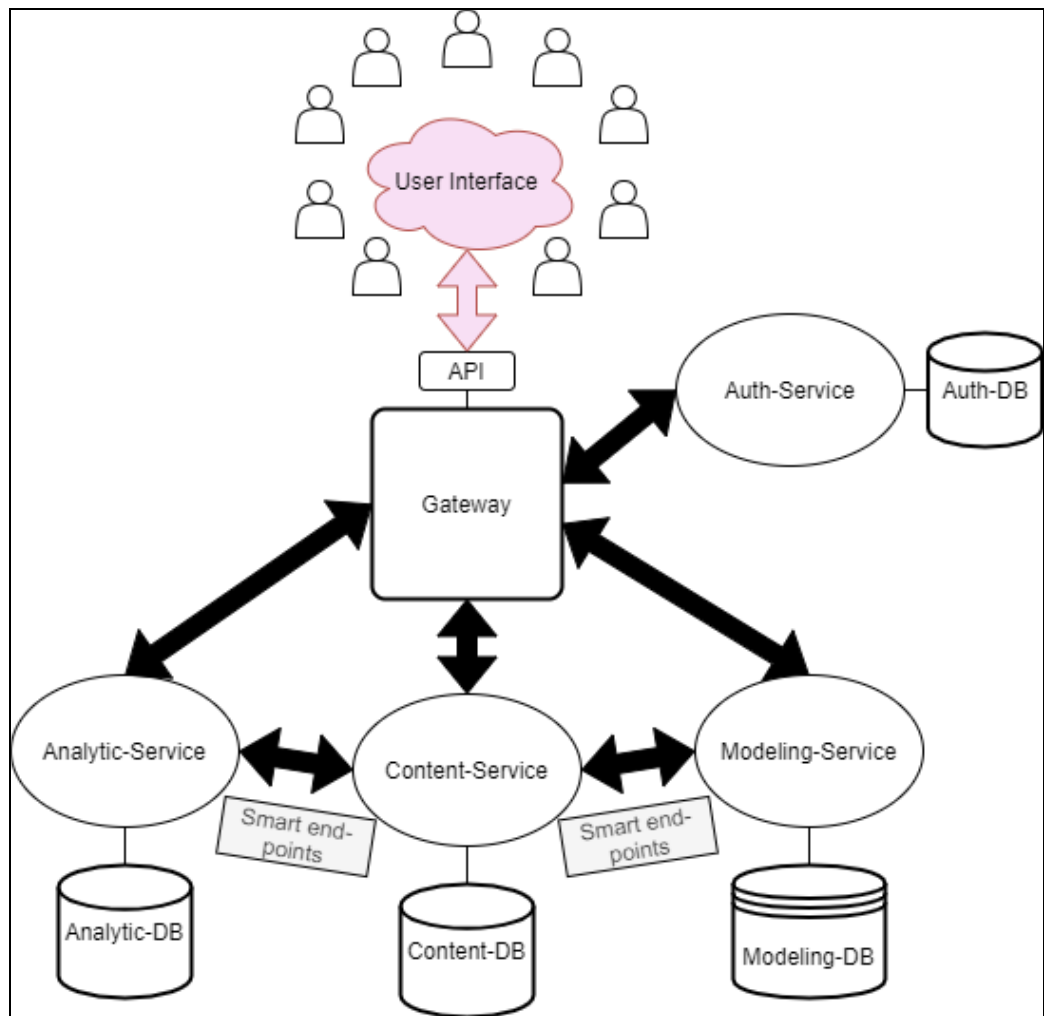 User Interface
API
Auth-Service
Auth-DB
Gateway
Analytic-Service
Content-Service
Modeling-Service
Smart end-
points
Smart end-
points
Analytic-DB
Content-DB
Modeling-DB